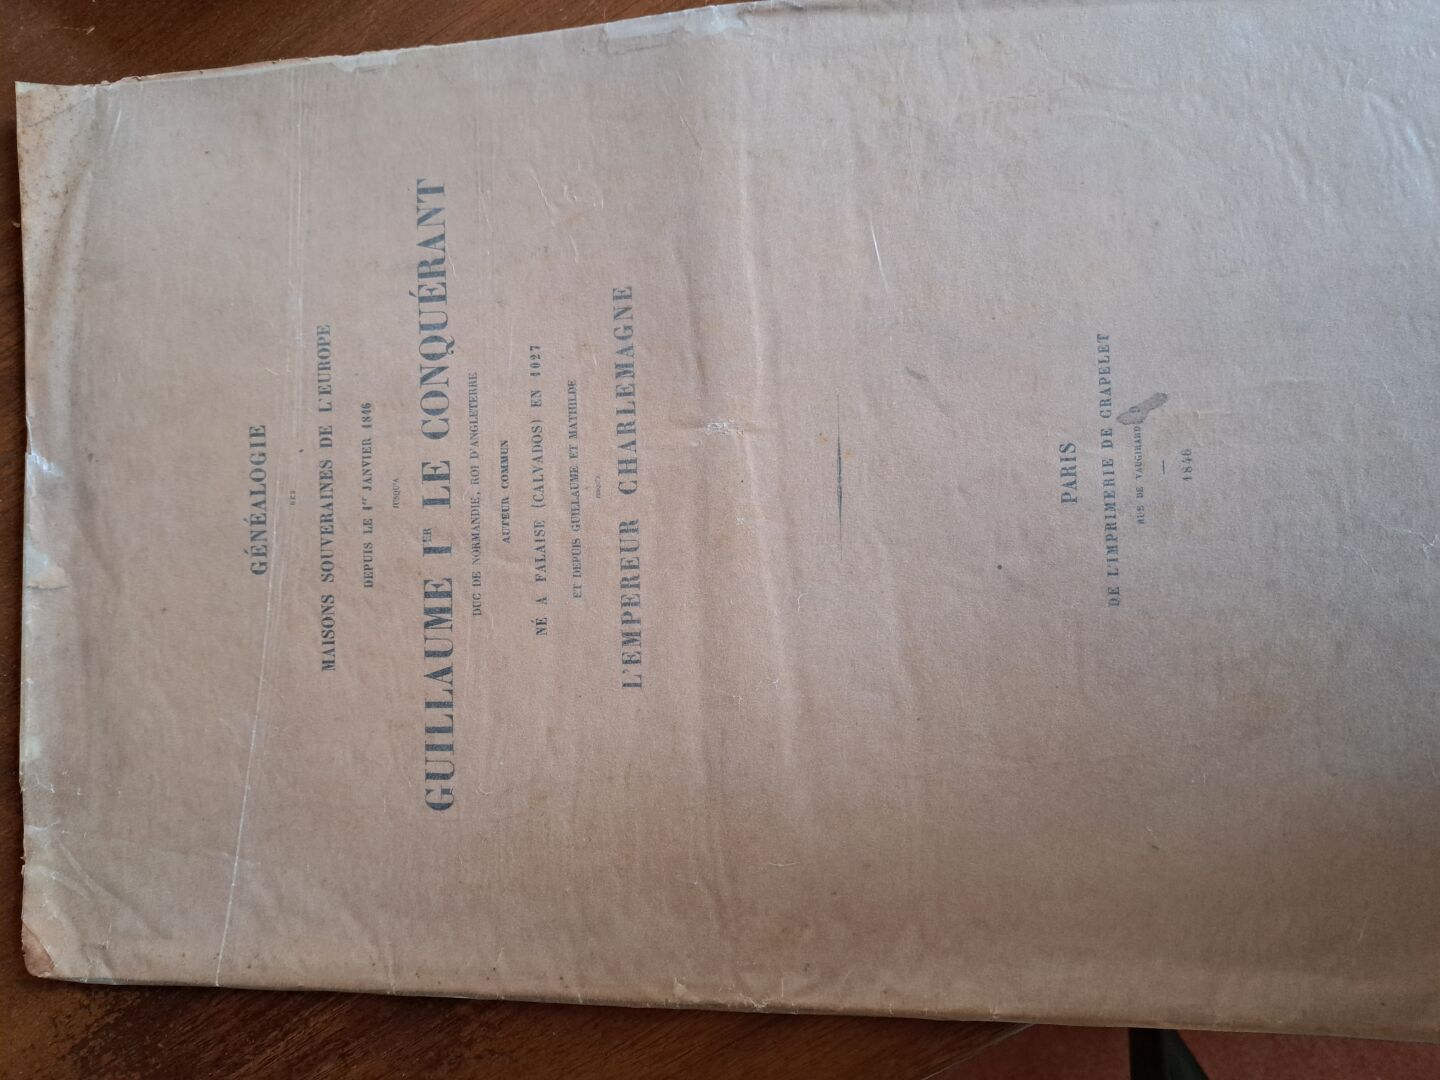 GÉNÉALOGIE
DES
MAISONS SOUVERAINES DE L'EUROPE
DEPUIS LE 1er JANVIER 1846
JUSQU'A
GUILLAUME Ier LE CONQUÉRANT
DUC DE NORMANDIE, ROI D'ANGLETERRE
AUTEUR COMMUN
NÉ A FALAISE (CALVADOS) EN 1027
ET DEPUIS GUILLAUME ET MATHILDE
JUSQU'A
L'EMPEREUR CHARLEMAGNE
PARIS
DE L'IMPRIMERIE DE CRAPELET
RUE DE VAUGIRARD, 9
1846